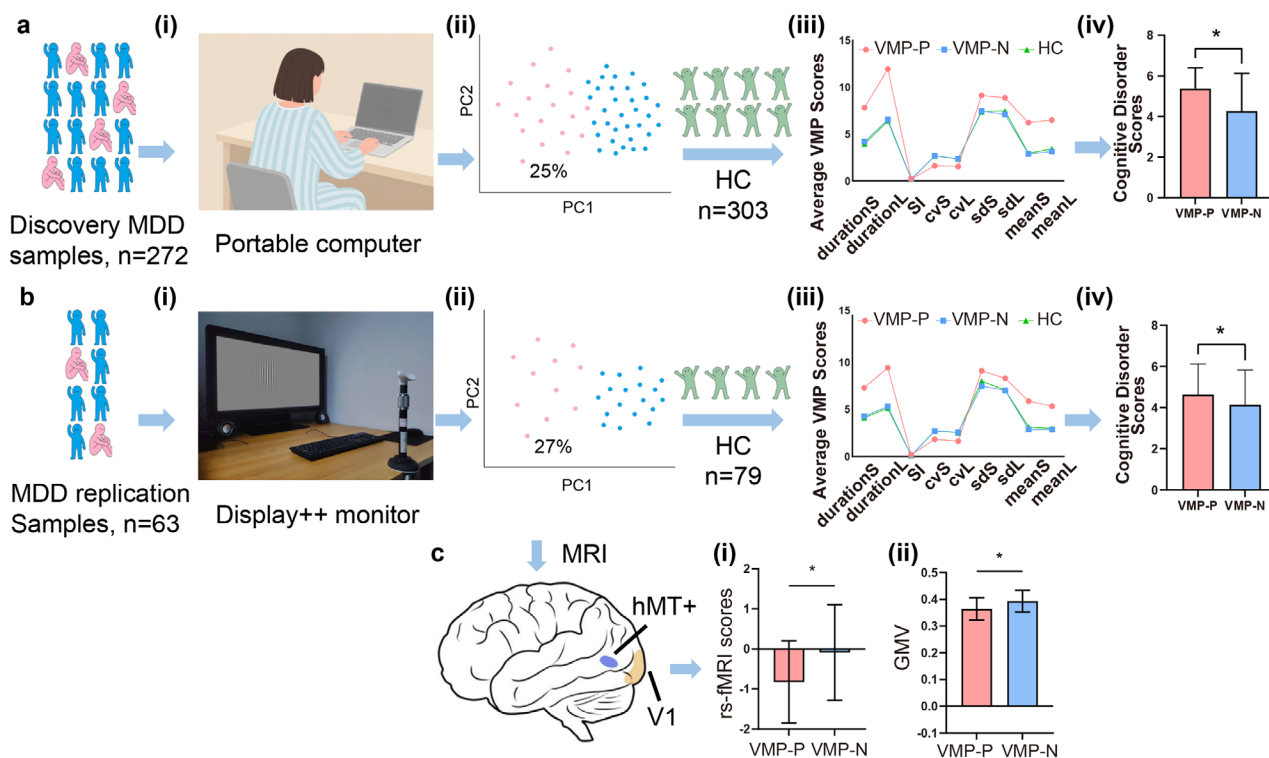 a
(i)
(ii)
(iii)
(iv)
Discovery MDD
samples, n=272
Portable computer
PC2
25%
PC1
HC
n=303
Average VMP Scores
15
10
5
0
VMP-P
VMP-N
HC
durationS
durationL
SI
cvS
cvL
sdS
sdL
meanS
meanL
Cognitive Disorder
Scores
8
6
4
2
0
*
VMP-P
VMP-N
b
(i)
(ii)
(iii)
(iv)
MDD replication
Samples, n=63
Display++ monitor
PC2
27%
PC1
HC
n=79
Average VMP Scores
15
10
5
0
VMP-P
VMP-N
HC
durationS
durationL
SI
cvS
cvL
sdS
sdL
meanS
meanL
Cognitive Disorder
Scores
8
6
4
2
0
*
VMP-P
VMP-N
c
MRI
hMT+
V1
(i)
rs-fMRI scores
2
1
0
-1
-2
*
VMP-P
VMP-N
(ii)
GMV
0.5
0.4
0.3
0.2
0.1
0.0
-0.1
*
VMP-P
VMP-N